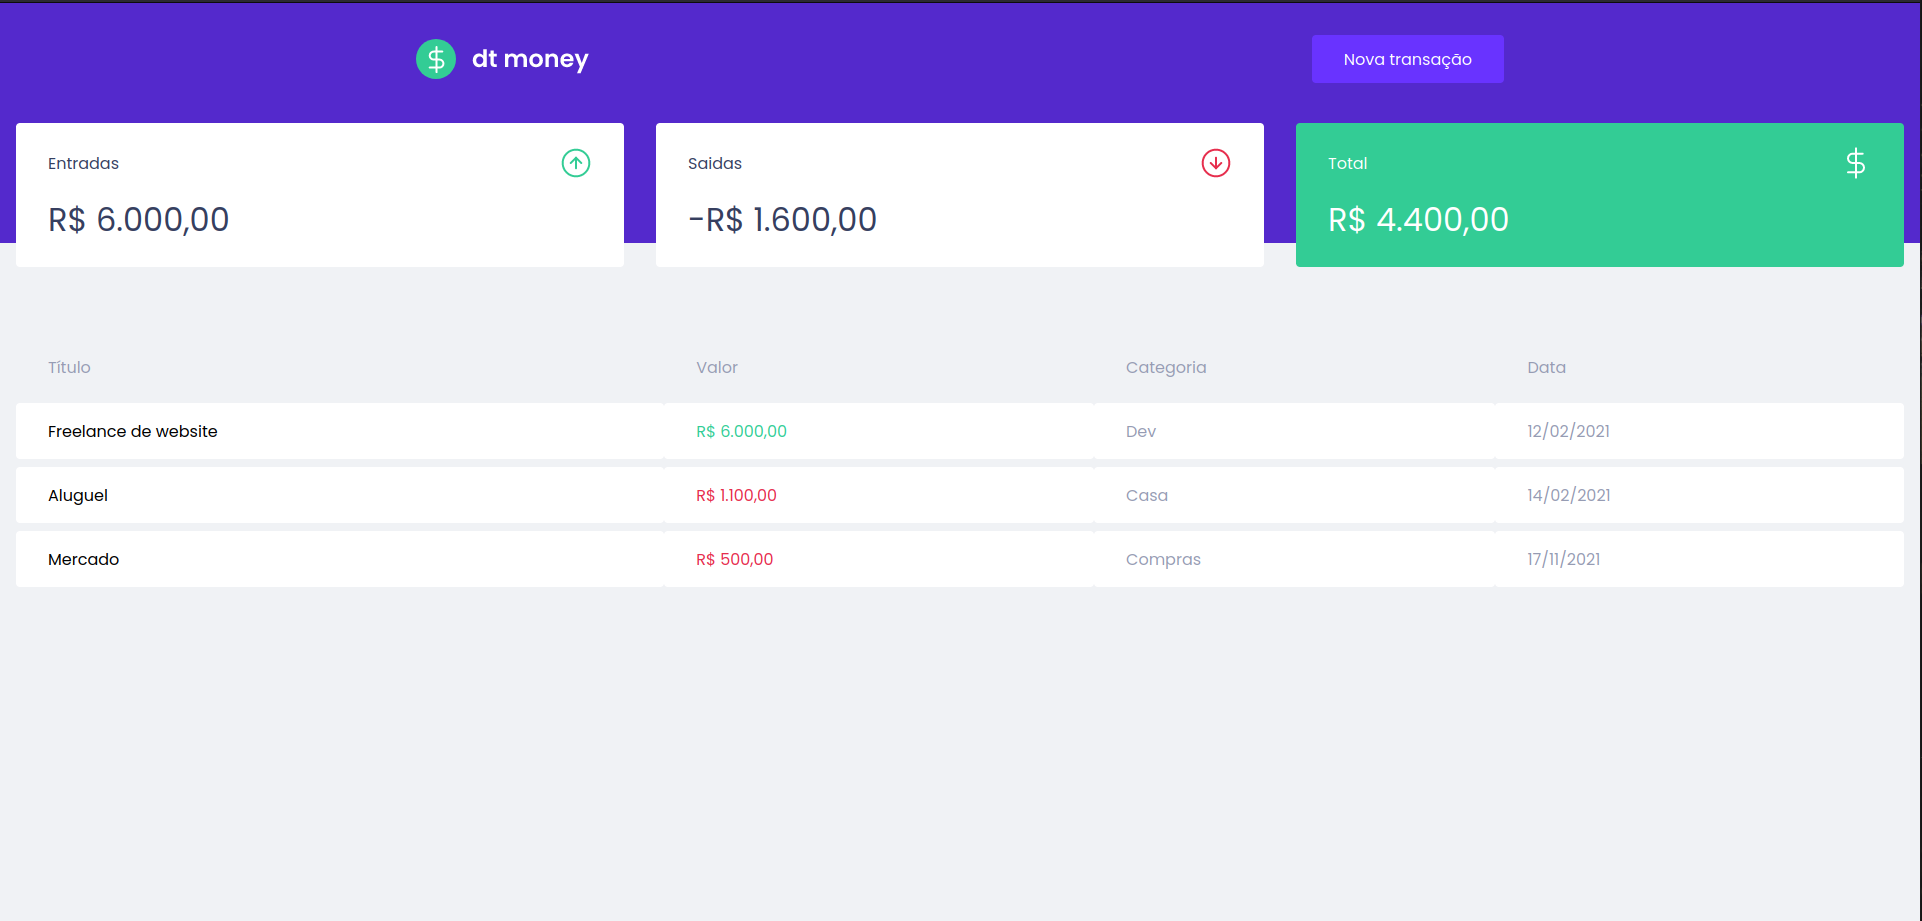 dt money
Nova transação
Entradas
R$ 6.000,00
Saidas
-R$ 1.600,00
Total
$
R$ 4.400,00
Título Valor Categoria Data
Freelance de website R$ 6.000,00 Dev 12/02/2021
Aluguel R$ 1.100,00 Casa 14/02/2021
Mercado R$ 500,00 Compras 17/11/2021